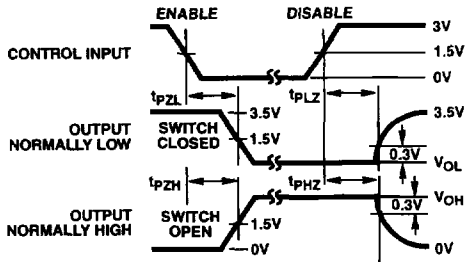 ENABLE DISABLE
3V
CONTROL INPUT 1.5V
0V
tPZL tPLZ
3.5V 3.5V
OUTPUT NORMALLY LOW
SWITCH CLOSED
1.5V
0.3V
VOL
tPZH tPHZ
VOH
0.3V
OUTPUT NORMALLY HIGH
SWITCH OPEN
1.5V
0V 0V